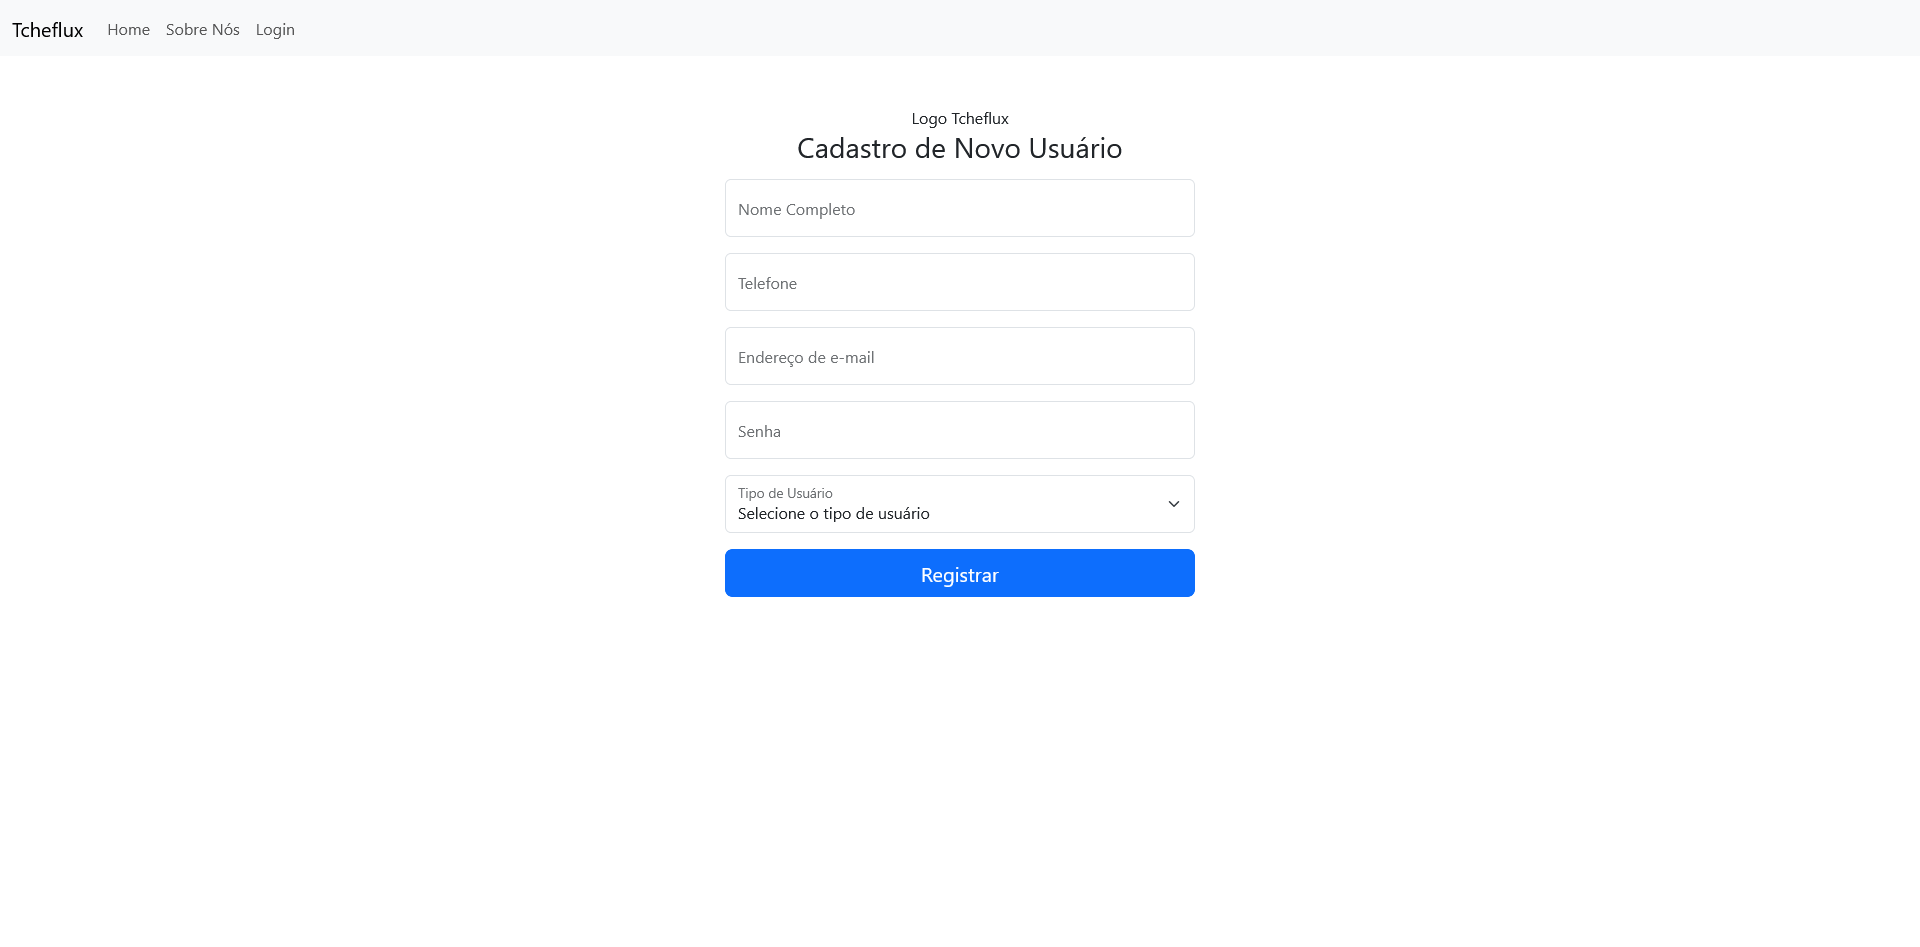 Tcheflux Home Sobre Nós Login
Logo Tcheflux
Cadastro de Novo Usuário
Nome Completo
Telefone
Endereço de e-mail
Senha
Tipo de Usuário
Selecione o tipo de usuário
Registrar